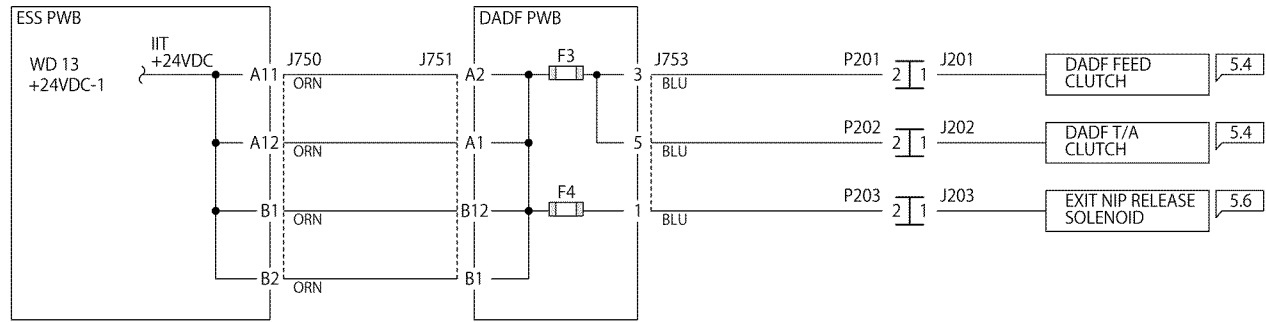 ESS PWB
DADF PWB
IIT
+24VDC
WD 13
+24VDC-1
J750
J751
F3
J753
P201
J201
A11
ORN
A2
3
BLU
2 1
DADF FEED
CLUTCH
5.4
P202
J202
A12
ORN
A1
5
BLU
2 1
DADF T/A
CLUTCH
5.4
F4
P203
J203
B1
ORN
B12
1
BLU
2 1
EXIT NIP RELEASE
SOLENOID
5.6
B2
ORN
B1